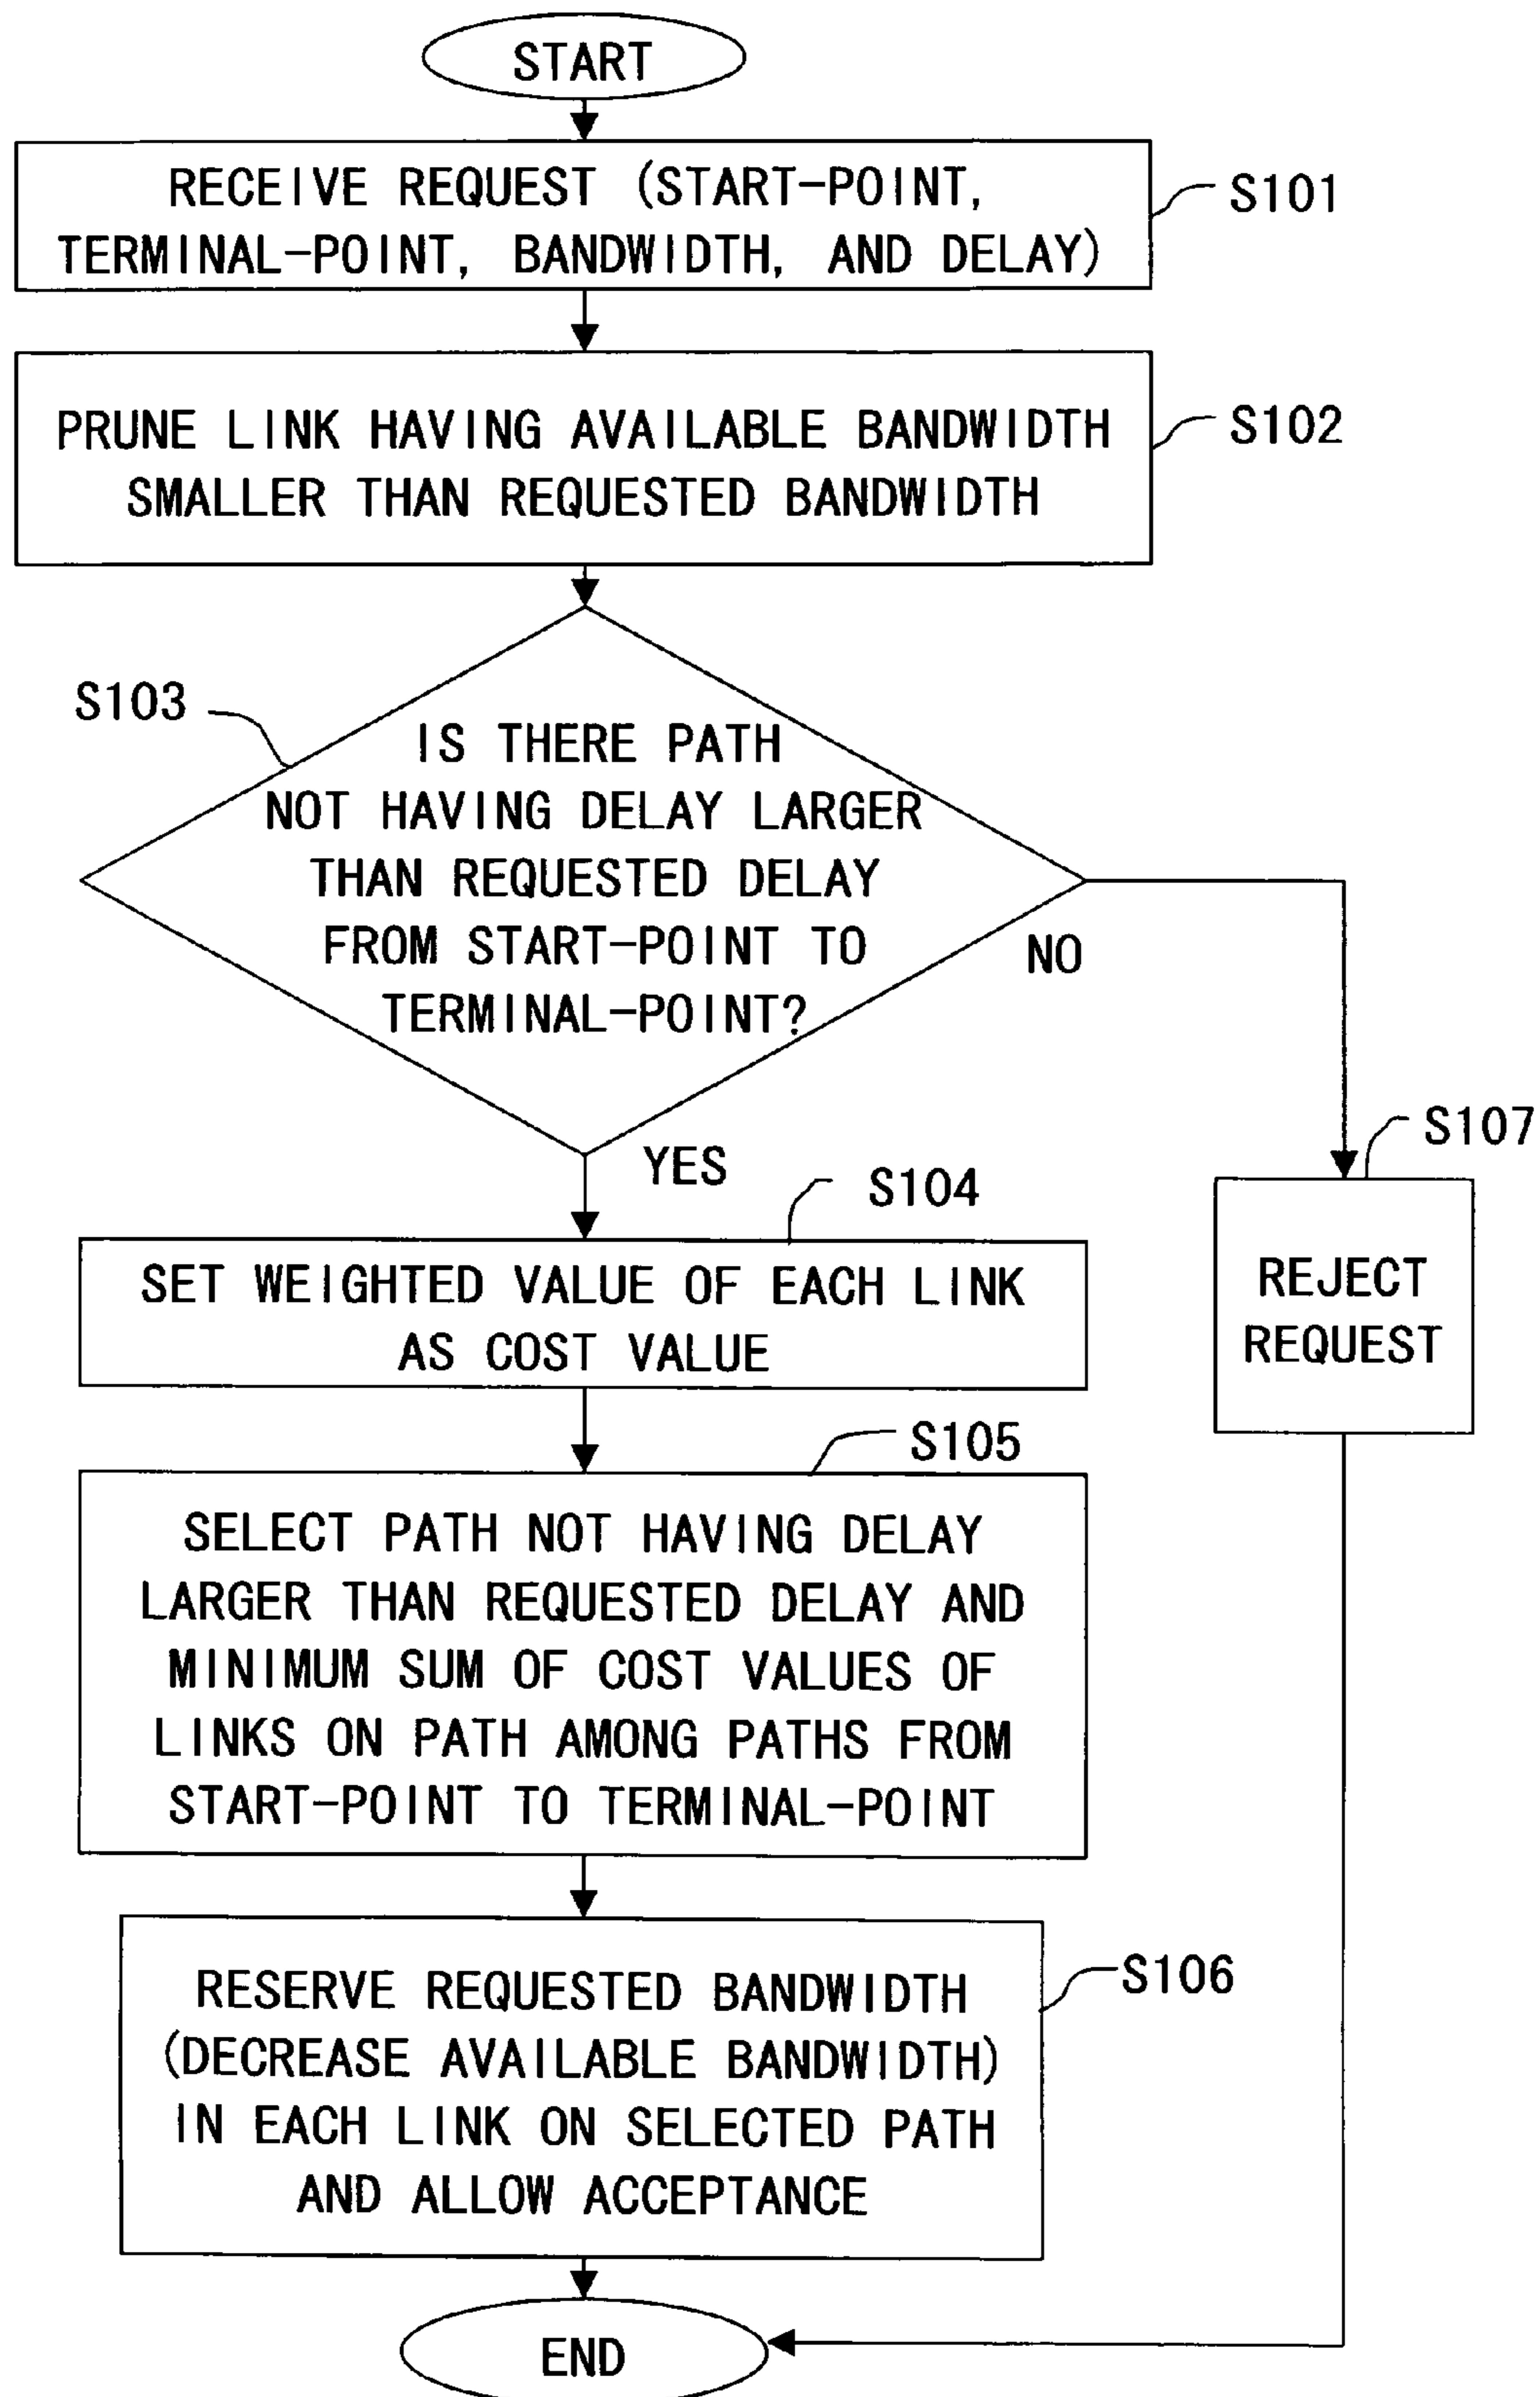 START
RECEIVE REQUEST (START-POINT,
TERMINAL-POINT, BANDWIDTH, AND DELAY)
S101
PRUNE LINK HAVING AVAILABLE BANDWIDTH
SMALLER THAN REQUESTED BANDWIDTH
S102
S103
IS THERE PATH
NOT HAVING DELAY LARGER
THAN REQUESTED DELAY
FROM START-POINT TO
TERMINAL-POINT?
NO
YES
S104
SET WEIGHTED VALUE OF EACH LINK
AS COST VALUE
S107
REJECT
REQUEST
S105
SELECT PATH NOT HAVING DELAY
LARGER THAN REQUESTED DELAY AND
MINIMUM SUM OF COST VALUES OF
LINKS ON PATH AMONG PATHS FROM
START-POINT TO TERMINAL-POINT
S106
RESERVE REQUESTED BANDWIDTH
(DECREASE AVAILABLE BANDWIDTH)
IN EACH LINK ON SELECTED PATH
AND ALLOW ACCEPTANCE
END